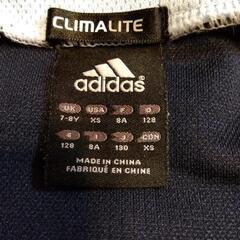 CLIMALITE
adidas®
UK USA F D
7-8Y XS 8A 128
E J CDN
128 8A 130 XS
MADE IN CHINA
FABRIQUÉ EN CHINE